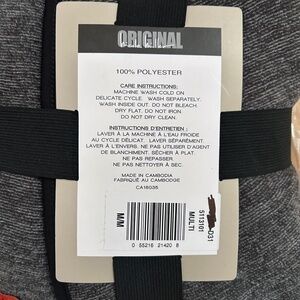 ORIGINAL
100% POLYESTER
CARE INSTRUCTIONS:
MACHINE WASH COLD ON
DELICATE CYCLE. WASH SEPARATELY.
WASH INSIDE OUT. DO NOT BLEACH.
DRY FLAT. DO NOT IRON.
DO NOT DRY CLEAN.
INSTRUCTIONS D'ENTRETIEN :
LAVER À LA MACHINE À L'EAU FROIDE
AU CYCLE DÉLICAT. LAVER SÉPARÉMENT.
LAVER À L'ENVERS. NE PAS UTILISER D'AGENT
DE BLANCHIMENT. SÉCHER À PLAT.
NE PAS REPASSER.
NE PAS NETTOYER À SEC.
MADE IN CAMBODIA
FABRIQUÉ AU CAMBODGE
CA16035
M/M
0 55216 21420 8
MULTI
5113101
-D31